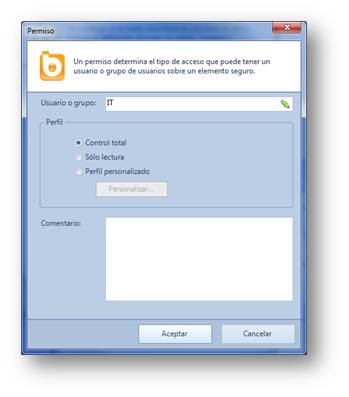 Permiso
Un permiso determina el tipo de acceso que puede tener un
usuario o grupo de usuarios sobre un elemento seguro.
Usuario o grupo: IT
Perfil
Control total
Sólo lectura
Perfil personalizado
Personalizar...
Comentario:
Aceptar Cancelar